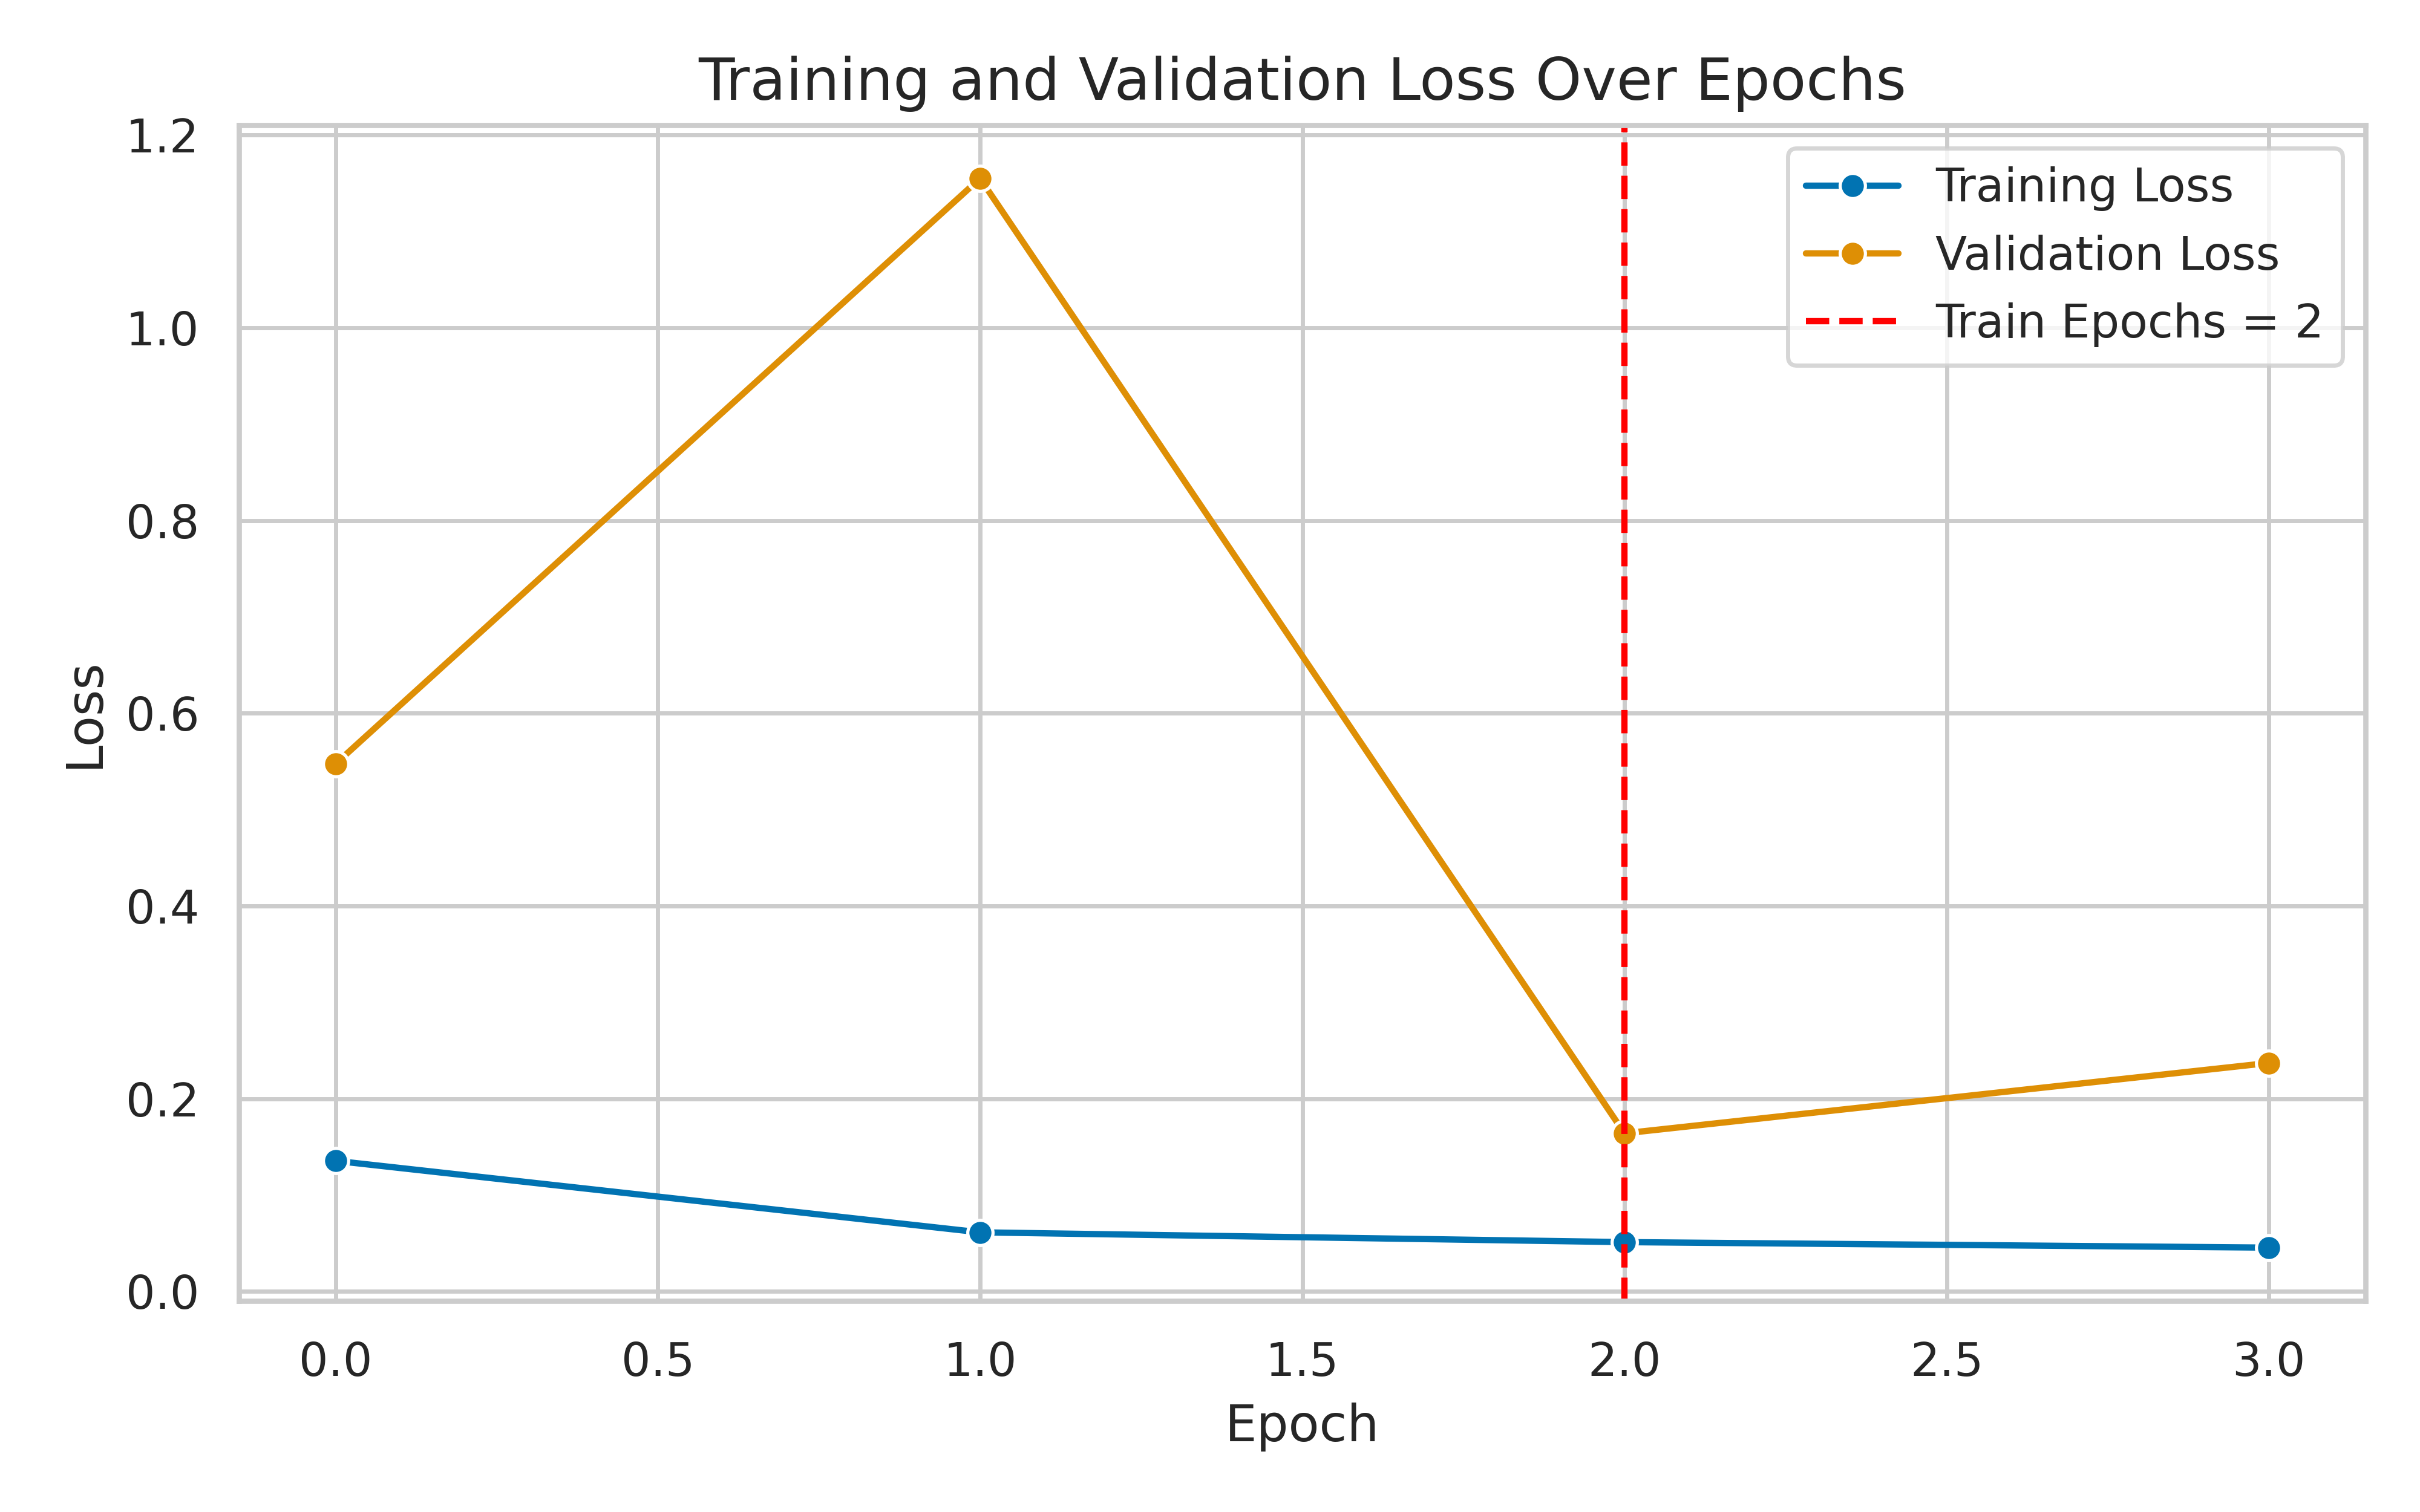 Training and Validation Loss Over Epochs
Training Loss
Validation Loss
Train Epochs = 2
Loss
1.2
1.0
0.8
0.6
0.4
0.2
0.0
0.0 0.5 1.0 1.5 2.0 2.5 3.0
Epoch